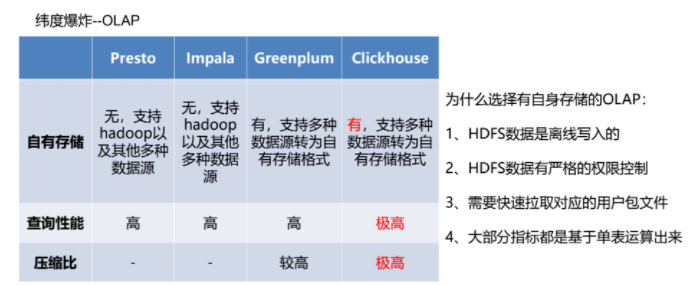 纬度爆炸--OLAP
Presto Impala Greenplum Clickhouse
自有存储
无，支持
hadoop以
及其他多种
数据源
无，支持
hadoop
以及其他
多种数据
源
有，支持多种
数据源转为自
有存储格式
有，支持多种
数据源转为自
有存储格式
查询性能 高 高 高 极高
压缩比 - - 较高 极高
为什么选择有自身存储的OLAP：
1、HDFS数据是离线写入的
2、HDFS数据有严格的权限控制
3、需要快速拉取对应的用户包文件
4、大部分指标都是基于单表运算出来